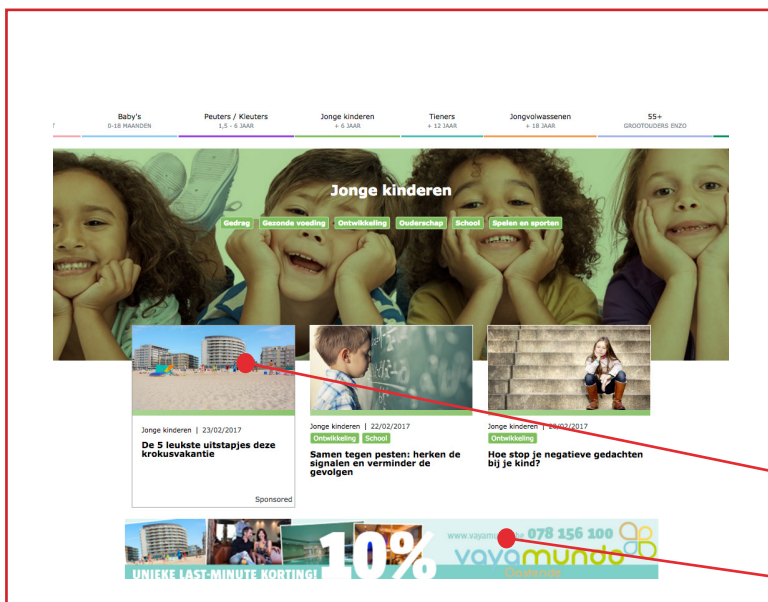 Baby's
0-18 MAANDEN
Peuters / Kleuters
1,5 - 6 JAAR
Jonge kinderen
+ 6 JAAR
Tieners
+ 12 JAAR
Jongvolwassenen
+ 18 JAAR
55+
GROOTOUDERS ENZO
Jonge kinderen
Gedrag Gezonde voeding Ontwikkeling Ouderschap School Spelen en sporten
Jonge kinderen | 23/02/2017
De 5 leukste uitstapjes deze
krokusvakantie
Sponsored
Jonge kinderen | 22/02/2017
Ontwikkeling School
Samen tegen pesten: herken de
signalen en verminder de
gevolgen
Jonge kinderen |
Ontwikkeling
Hoe stop je negatieve gedachten
bij je kind?
UNIEKE LAST-MINUTE KORTING!
10%
078 156 100
vayamundo
Oostende